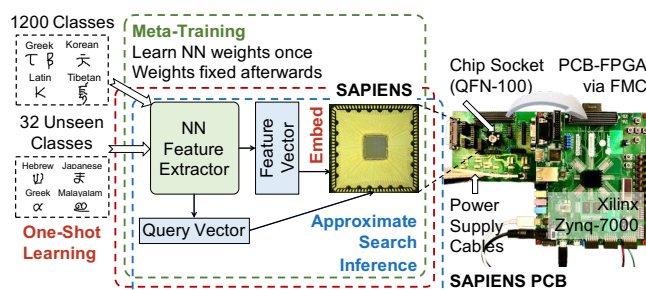 1200 Classes
Greek
Korean
Latin
Tibetan
32 Unseen
Classes
Hebrew
Japanese
Greek
α
Malayalam
One-Shot
Learning
Meta-Training
Learn NN weights once
Weights fixed afterwards
SAPIENS
NN
Feature
Extractor
Feature
Vector
Embed
Query Vector
Approximate
Search
Inference
Chip Socket
(QFN-100)
PCB-FPGA
via FMC
Power
Supply
Cables
Xilinx
Zynq-7000
SAPIENS PCB